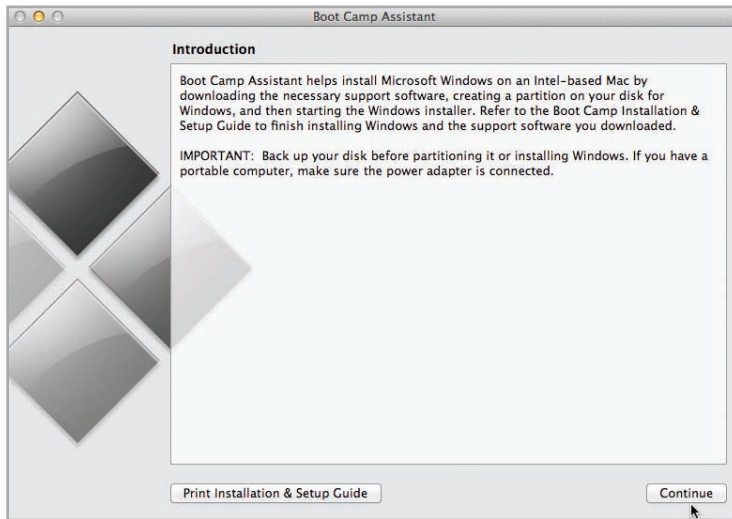 Boot Camp Assistant
Introduction
Boot Camp Assistant helps install Microsoft Windows on an Intel-based Mac by
downloading the necessary support software, creating a partition on your disk for
Windows, and then starting the Windows installer. Refer to the Boot Camp Installation &
Setup Guide to finish installing Windows and the support software you downloaded.
IMPORTANT:  Back up your disk before partitioning it or installing Windows. If you have a
portable computer, make sure the power adapter is connected.
Print Installation & Setup Guide
Continue